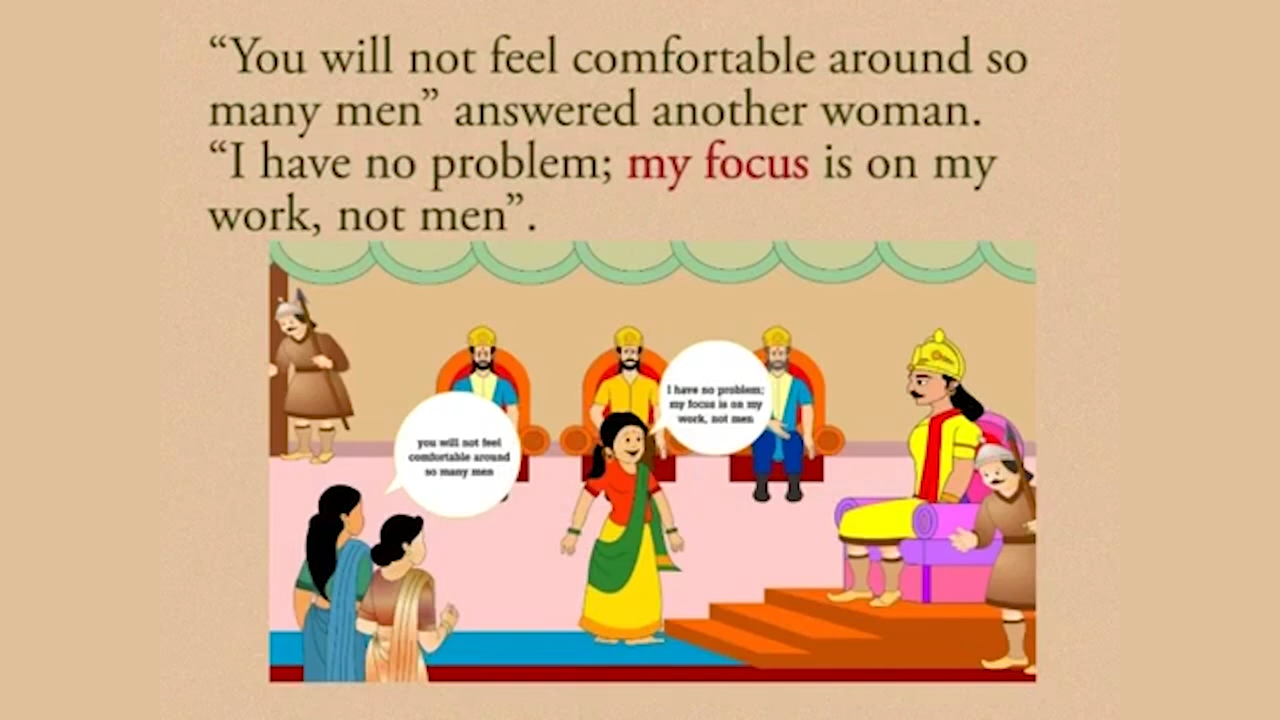 “You will not feel comfortable around so
many men” answered another woman.
“I have no problem; my focus is on my
work, not men”.
I have no problem;
my focus is on my
work, not men
you will not feel
comfortable around
so many men